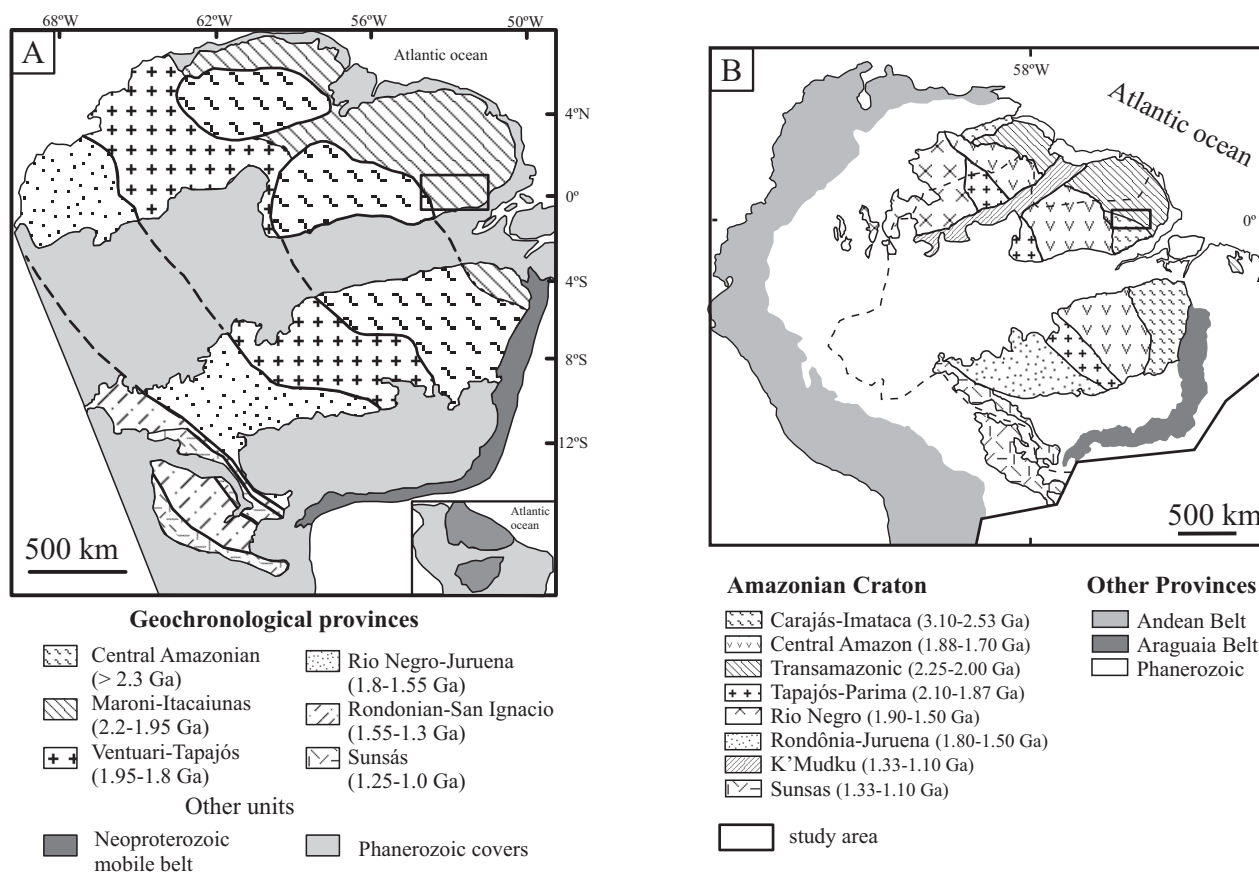 68ºW 62ºW 56ºW 50ºW
A
Atlantic ocean
4ºN
0º
4ºS
8ºS
12ºS
500 km
Atlantic
ocean
Geochronological provinces
Central Amazonian
(> 2.3 Ga)
Maroni-Itacaiunas
(2.2-1.95 Ga)
Ventuari-Tapajós
(1.95-1.8 Ga)
Rio Negro-Juruena
(1.8-1.55 Ga)
Rondonian-San Ignacio
(1.55-1.3 Ga)
Sunsás
(1.25-1.0 Ga)
Other units
Neoproterozoic
mobile belt
Phanerozoic covers
B
58ºW
Atlantic ocean
0º
500 km
Amazonian Craton
Carajás-Imataca (3.10-2.53 Ga)
Central Amazon (1.88-1.70 Ga)
Transamazonic (2.25-2.00 Ga)
Tapajós-Parima (2.10-1.87 Ga)
Rio Negro (1.90-1.50 Ga)
Rondônia-Juruena (1.80-1.50 Ga)
K'Mudku (1.33-1.10 Ga)
Sunsas (1.33-1.10 Ga)
Other Provinces
Andean Belt
Araguaia Belt
Phanerozoic
study area